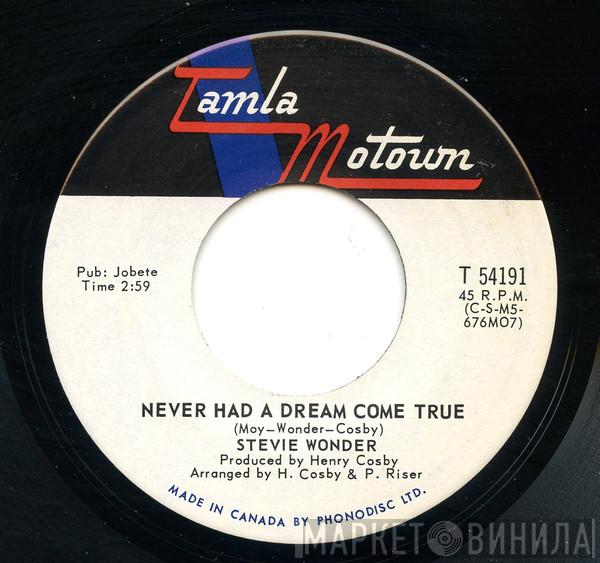 Tamla
Motown
Pub: Jobete
Time 2:59
T 54191
45 R.P.M.
(C-S-M5-
676MO7)
NEVER HAD A DREAM COME TRUE
(Moy—Wonder—Cosby)
STEVIE WONDER
Produced by Henry Cosby
Arranged by H. Cosby & P. Riser
MADE IN CANADA BY PHONODISC LTD.
МАРКЕТ ВИНИЛА